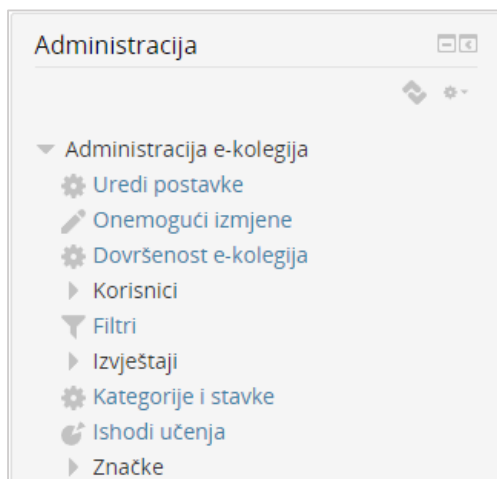 Administracija
Administracija e-kolegija
Uredi postavke
Onemogući izmjene
Dovršenost e-kolegija
Korisnici
Filtri
Izvještaji
Kategorije i stavke
Ishodi učenja
Značke